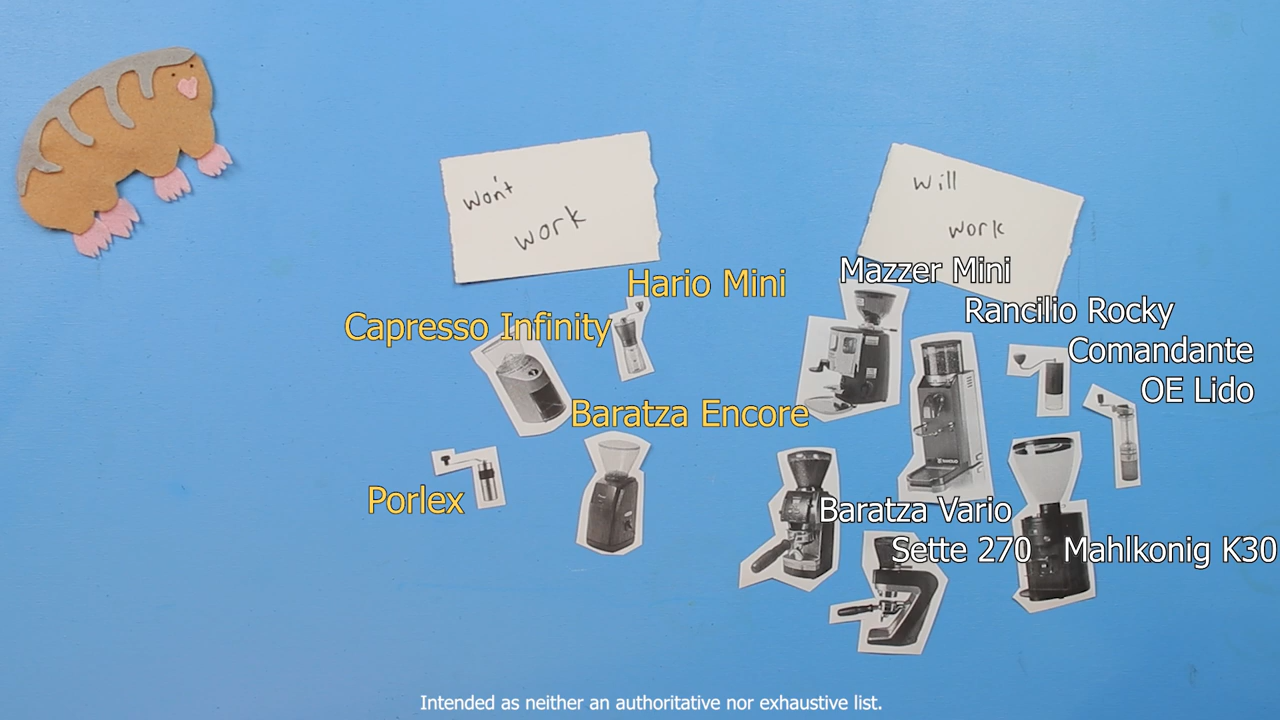 won't
work
Will
work
Hario Mini
Capresso Infinity
Baratza Encore
Porlex
Mazzer Mini
Rancilio Rocky
Comandante
OE Lido
Baratza Vario
Sette 270
Mahlkonig K30
Intended as neither an authoritative nor exhaustive list.